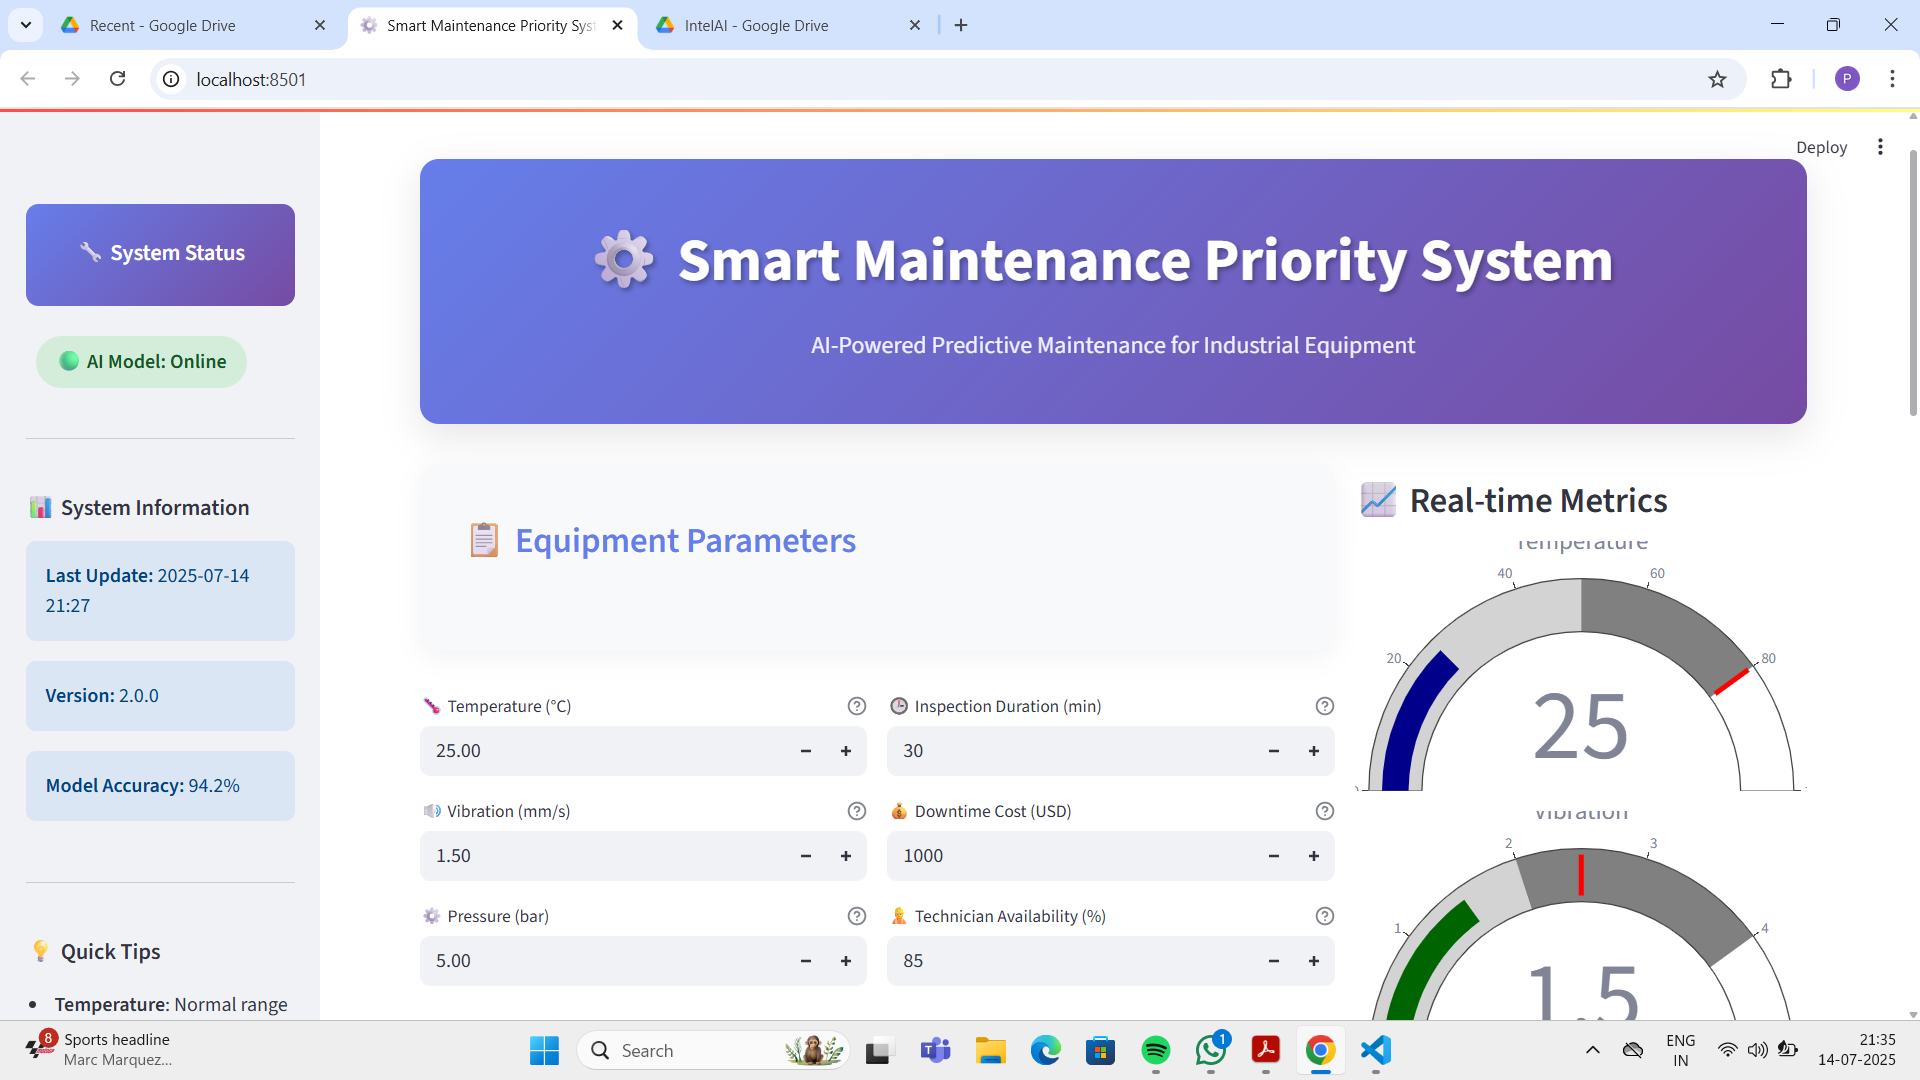 Recent - Google Drive
Smart Maintenance Priority Syst
IntelAI - Google Drive
localhost:8501
P
Deploy
System Status
AI Model: Online
System Information
Last Update: 2025-07-14
21:27
Version: 2.0.0
Model Accuracy: 94.2%
Quick Tips
Temperature: Normal range
Smart Maintenance Priority System
AI-Powered Predictive Maintenance for Industrial Equipment
Equipment Parameters
Temperature (°C)
25.00
Inspection Duration (min)
30
Vibration (mm/s)
1.50
Downtime Cost (USD)
1000
Pressure (bar)
5.00
Technician Availability (%)
85
Real-time Metrics
Temperature
40
60
20
80
25
Vibration
2
3
1
4
1.5
8
Sports headline
Marc Marquez...
Search
1
ENG
IN
21:35
14-07-2025